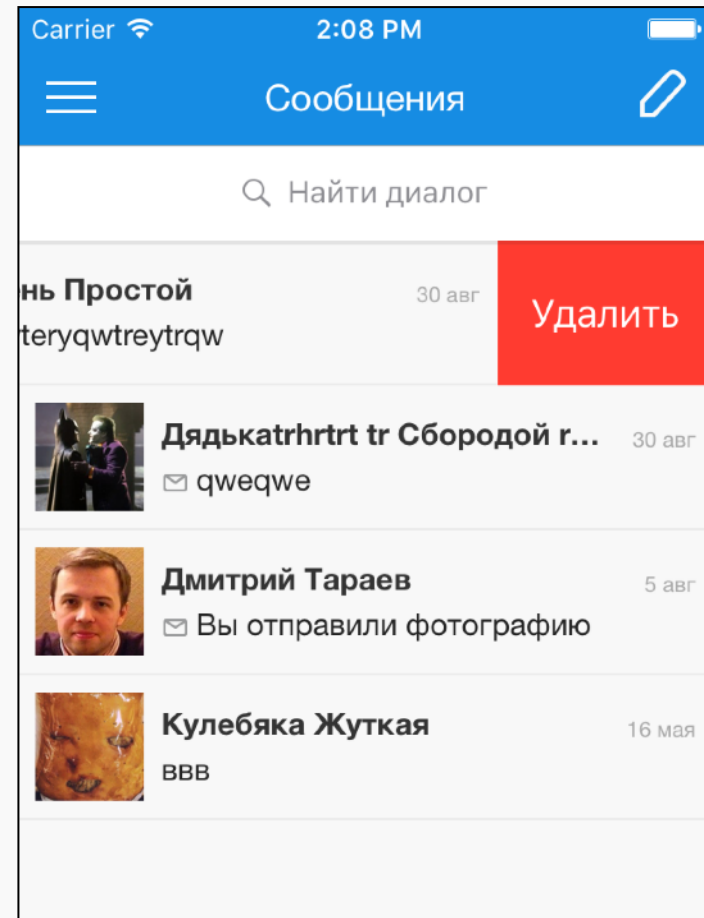 Carrier 2:08 PM
Сообщения
Найти диалог
нь Простой 30 авг
teryqwtreytrqw
Удалить
Дядькаtrhrtrt tr Сбородой r... 30 авг
qweqwe
Дмитрий Тараев 5 авг
Вы отправили фотографию
Кулебяка Жуткая 16 мая
ввв